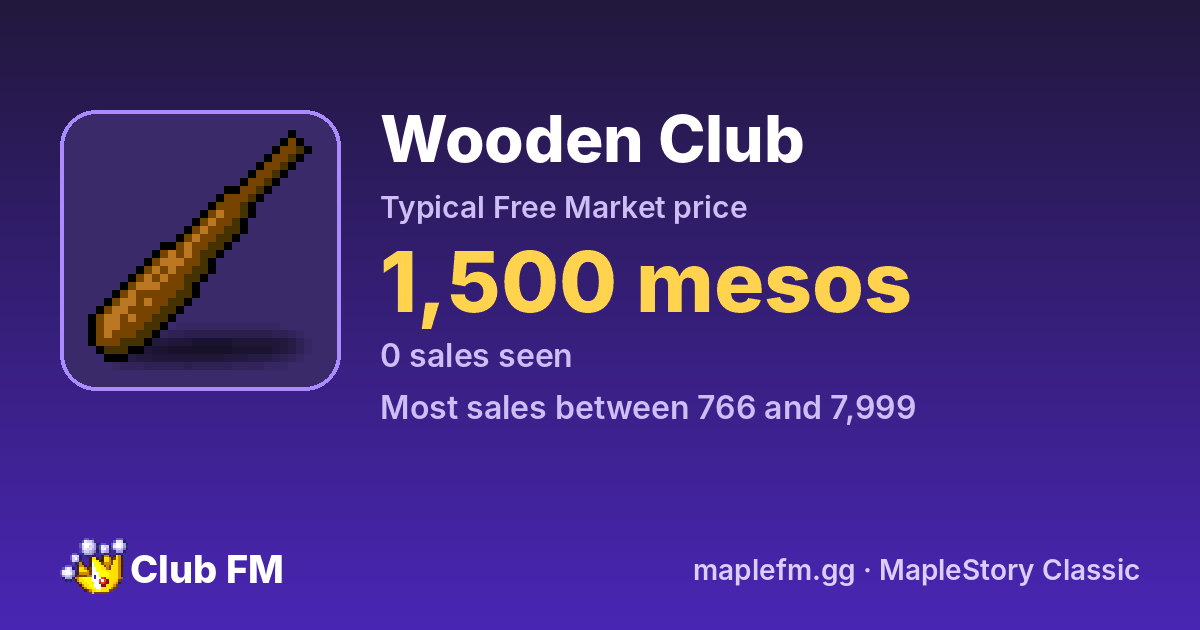 Wooden Club
Typical Free Market price
1,500 mesos
0 sales seen
Most sales between 766 and 7,999
Club FM
maplefm.gg · MapleStory Classic